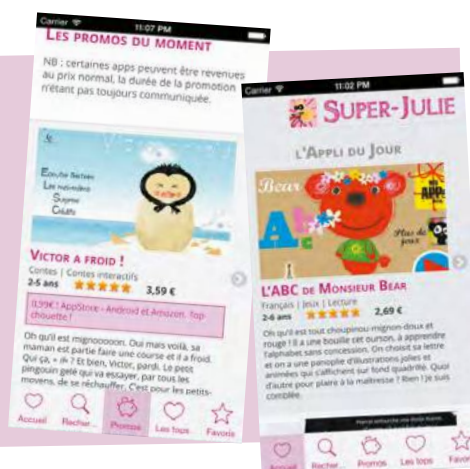 Carrier 11:07 PM
LES PROMOS DU MOMENT
NB : certaines apps peuvent être revenues
au prix normal, la durée de la promotion
n'étant pas toujours communiquée.
VICTOR A FROID !
Contes | Contes interactifs
2-5 ans 3,59 €
0,99€ ! AppStore - Android et Amazon. Top
chouette !
Oh qu'il est mignooooon. Oui mais voilà, sa
maman est partie faire une course et il a froid.
Qui ça, « il» ? Et bien, Victor, pardi. Le petit
pingouin gelé qui va essayer, par tous les
moyens, de se réchauffer. C'est pour les petits-
Accueil
Recher...
Promos
Les tops
Favoris
Carrier 11:02 PM
SUPER-JULIE
L'APPLI DU JOUR
Bear
Abc
Plus de
jeux
L'ABC DE MONSIEUR BEAR
Français | Jeux | Lecture
2-6 ans 2,69 €
Oh qu'il est tout choupinou-mignon-doux et
rouge ! Il a une bouille cet ourson, à apprendre
l'alphabet sans concession. On choisit sa lettre
et on a une panoplie d'illustrations jolies et
animées qui s'affichent sur fond quadrillé. Quoi
d'autre pour plaire à la maîtresse ? Rien ! Je suis
comblée.
Accueil
Recher...
Promos
Les tops
Favoris